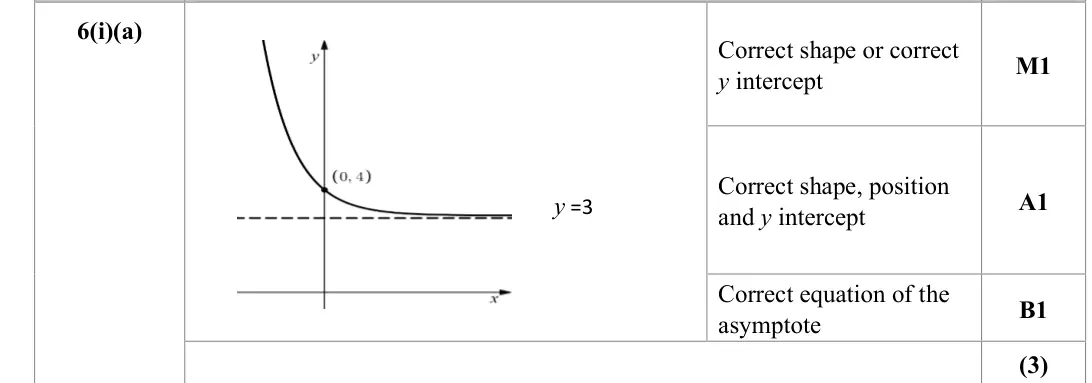 6(i)(a)
y
(0, 4)
y =3
x
Correct shape or correct
y intercept
M1
Correct shape, position
and y intercept
A1
Correct equation of the
asymptote
B1
(3)